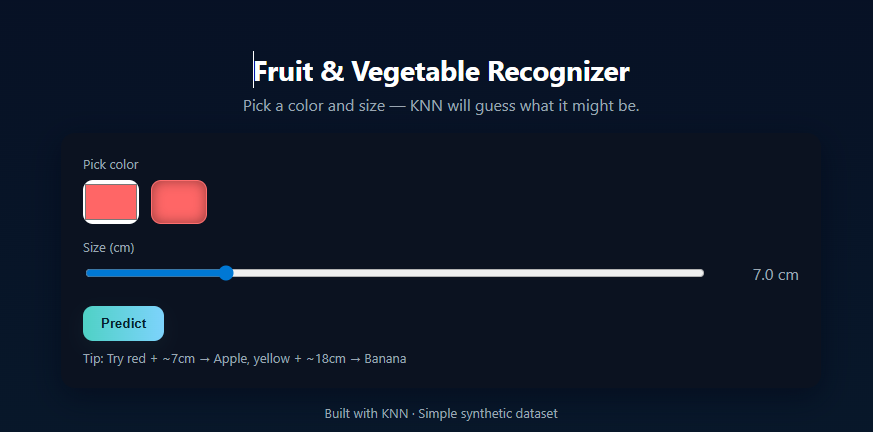 Fruit & Vegetable Recognizer
Pick a color and size — KNN will guess what it might be.
Pick color
Size (cm)
7.0 cm
Predict
Tip: Try red + ~7cm → Apple, yellow + ~18cm → Banana
Built with KNN · Simple synthetic dataset